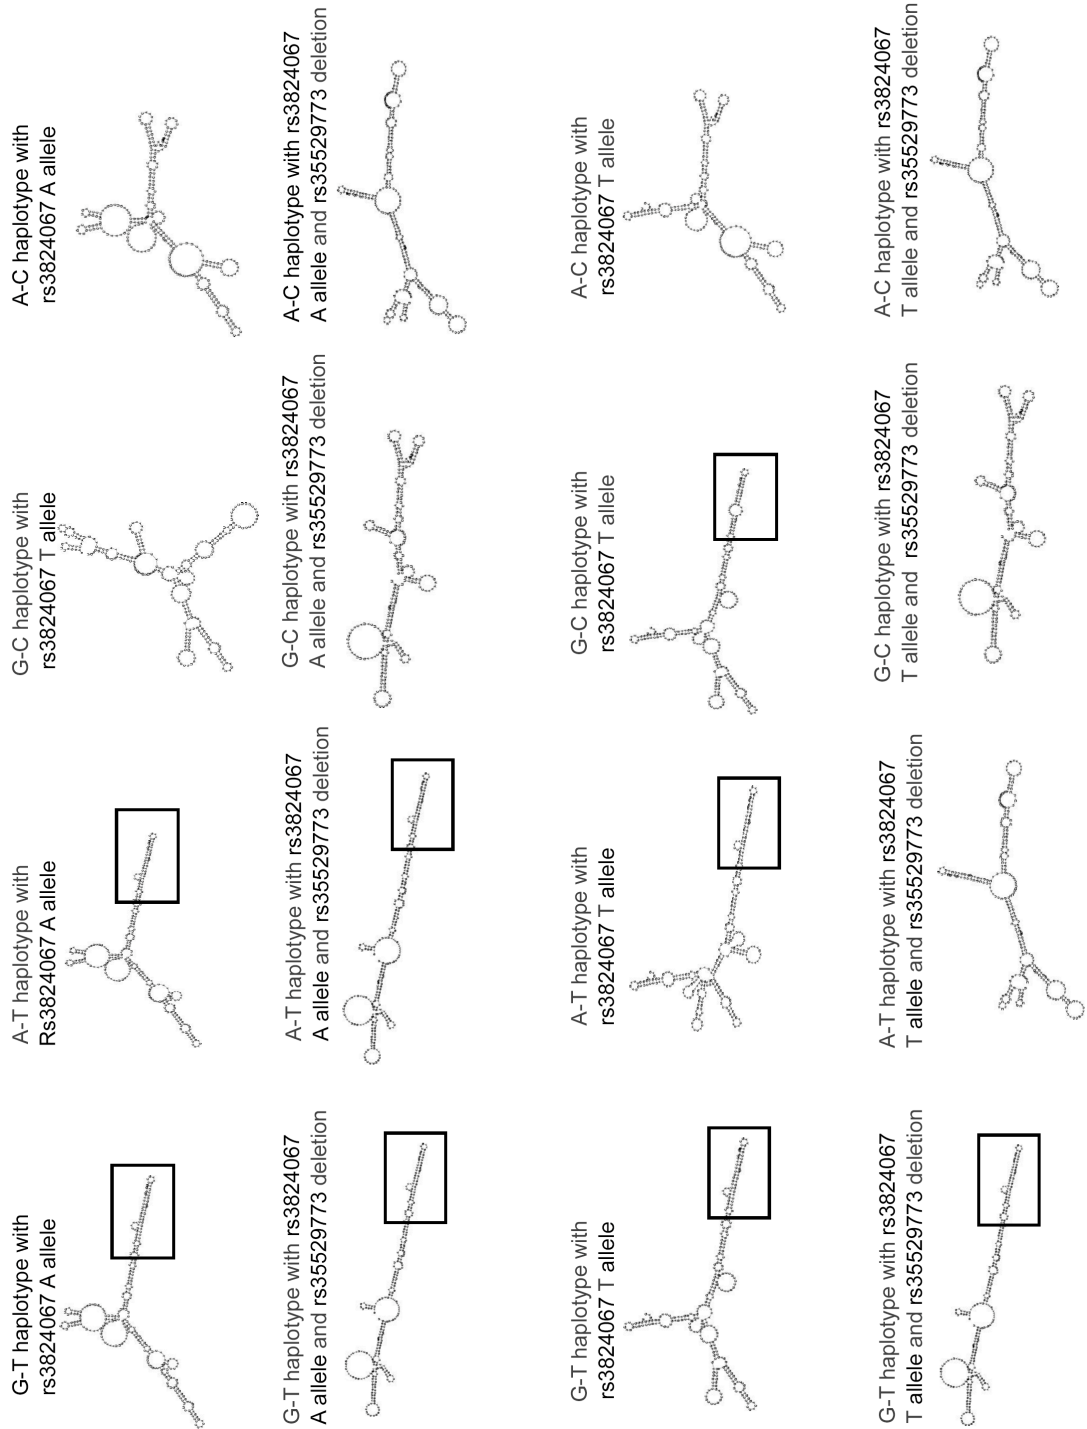 G-T haplotype with
rs3824067 A allele
A-T haplotype with
Rs3824067 A allele
G-C haplotype with
rs3824067 T allele
A-C haplotype with
rs3824067 A allele
G-T haplotype with rs3824067
A allele and rs35529773 deletion
A-T haplotype with rs3824067
A allele and rs35529773 deletion
G-C haplotype with rs3824067
A allele and rs35529773 deletion
A-C haplotype with rs3824067
A allele and rs35529773 deletion
G-T haplotype with
rs3824067 T allele
A-T haplotype with
rs3824067 T allele
G-C haplotype with
rs3824067 T allele
A-C haplotype with
rs3824067 T allele
G-T haplotype with rs3824067
T allele and rs35529773 deletion
A-T haplotype with rs3824067
T allele and rs35529773 deletion
G-C haplotype with rs3824067
T allele and rs35529773 deletion
A-C haplotype with rs3824067
T allele and rs35529773 deletion